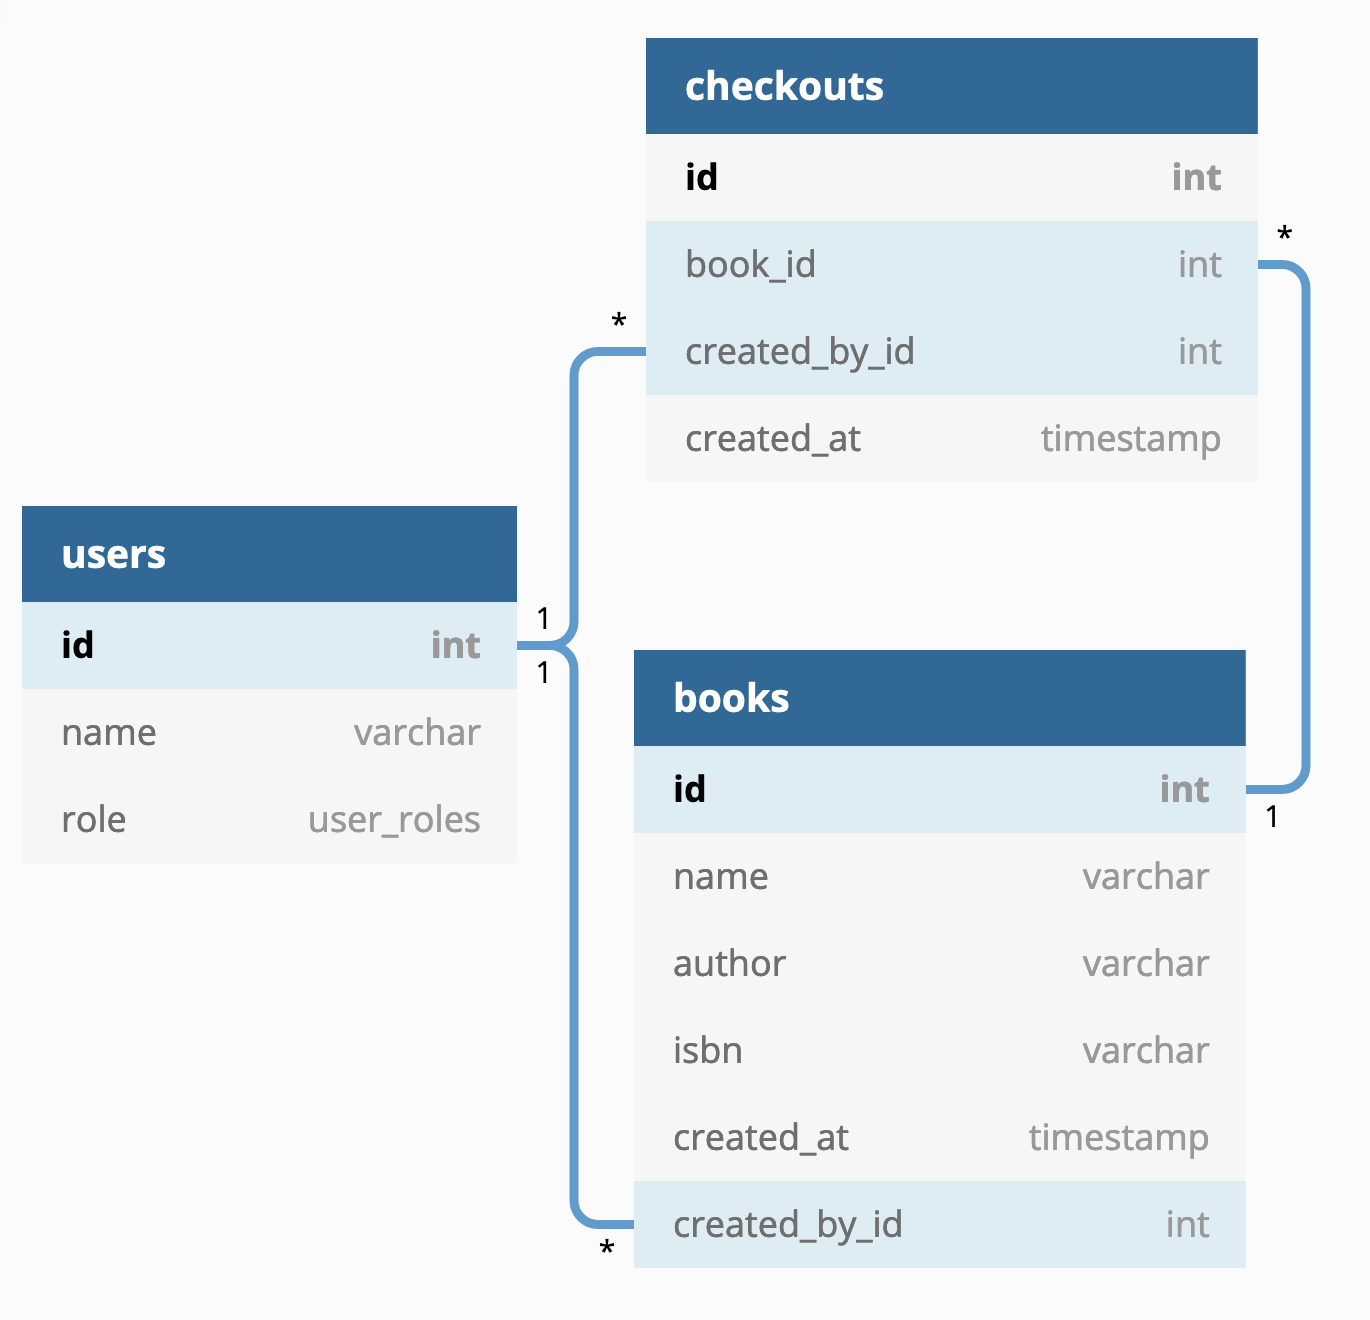 checkouts
id int
book_id int
*
created_by_id int
*
created_at timestamp
users
id int
1
1
name varchar
role user_roles
books
id int
1
name varchar
author varchar
isbn varchar
created_at timestamp
created_by_id int
*